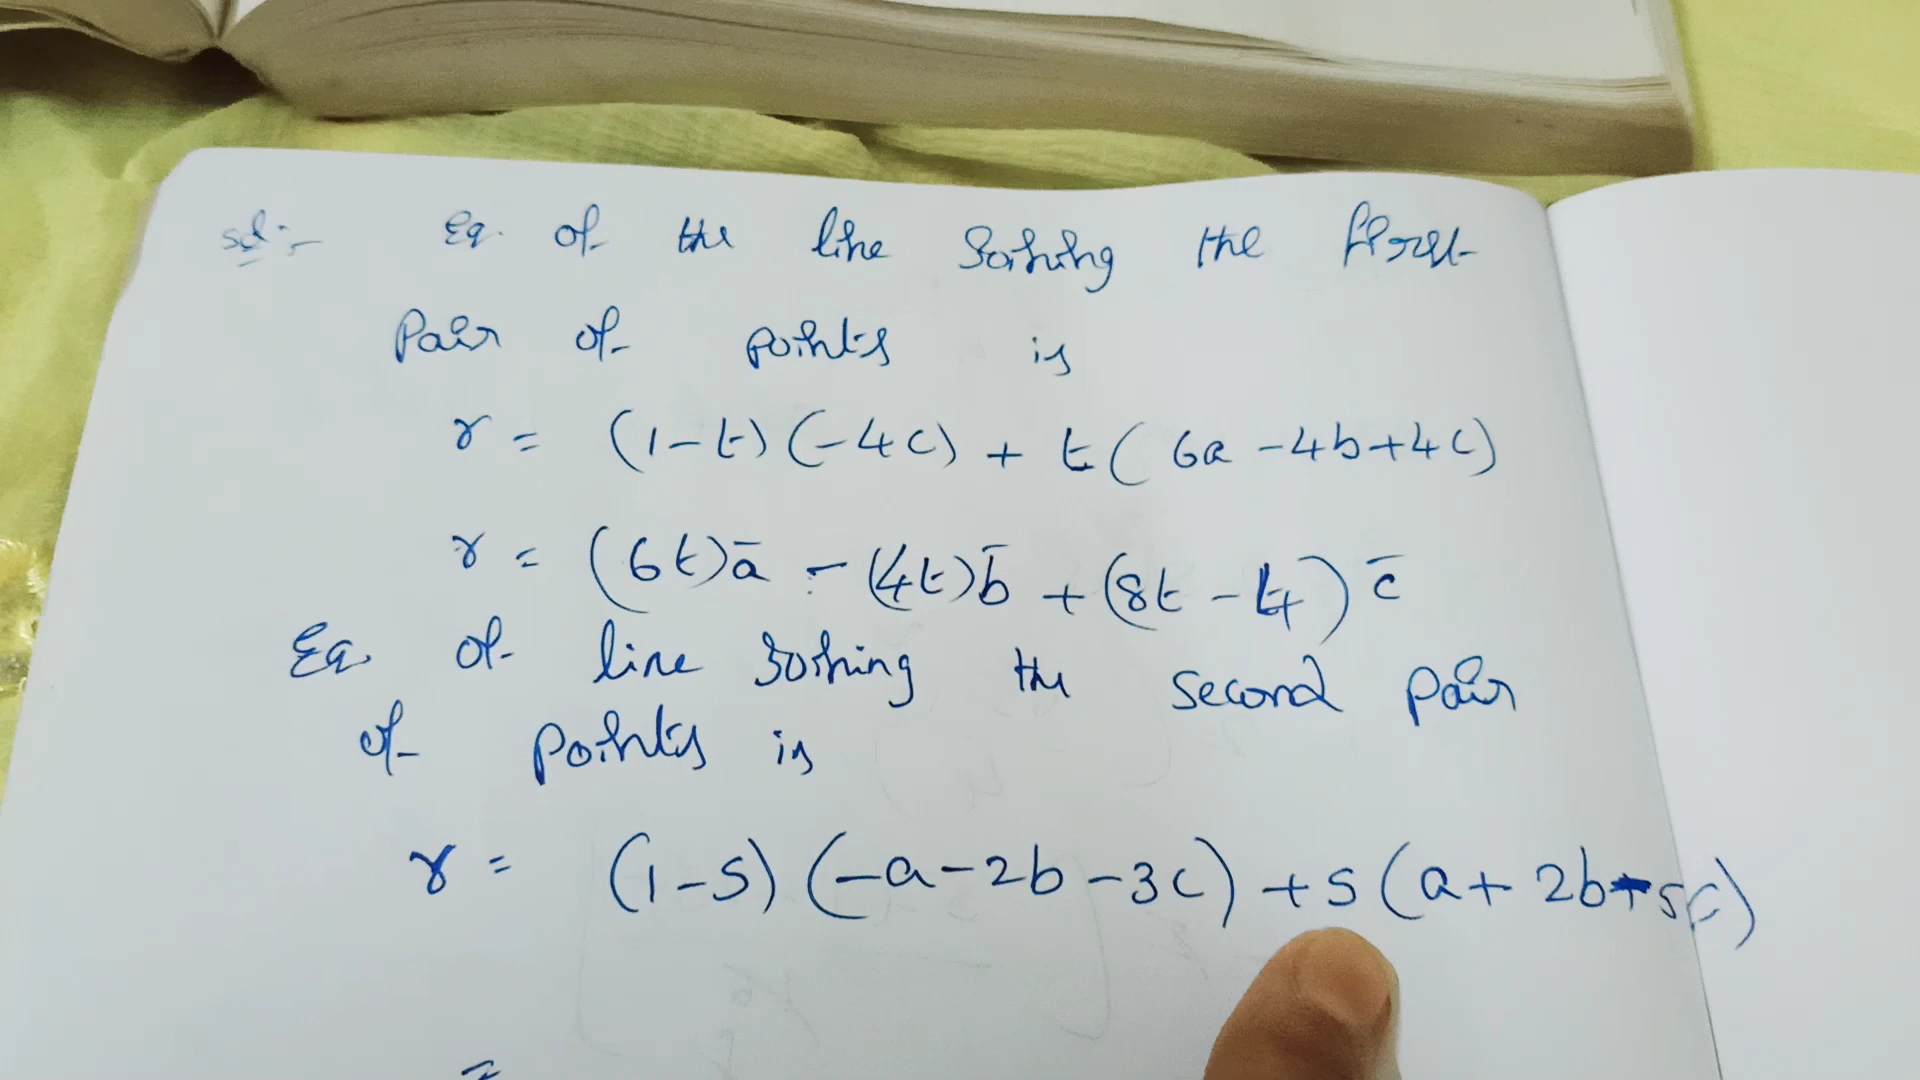 Sol:- Eq. of the line Joining the first
Pair of points is
r = (1-t)(-4c) + t(6a -4b+4c)
r = (6t)a̅ - (4t)b̅ + (8t - 4) c̅
Eq. of line Joining the second pair
of points is
r = (1-s)(-a-2b-3c) +s(a+ 2b-5c)
=